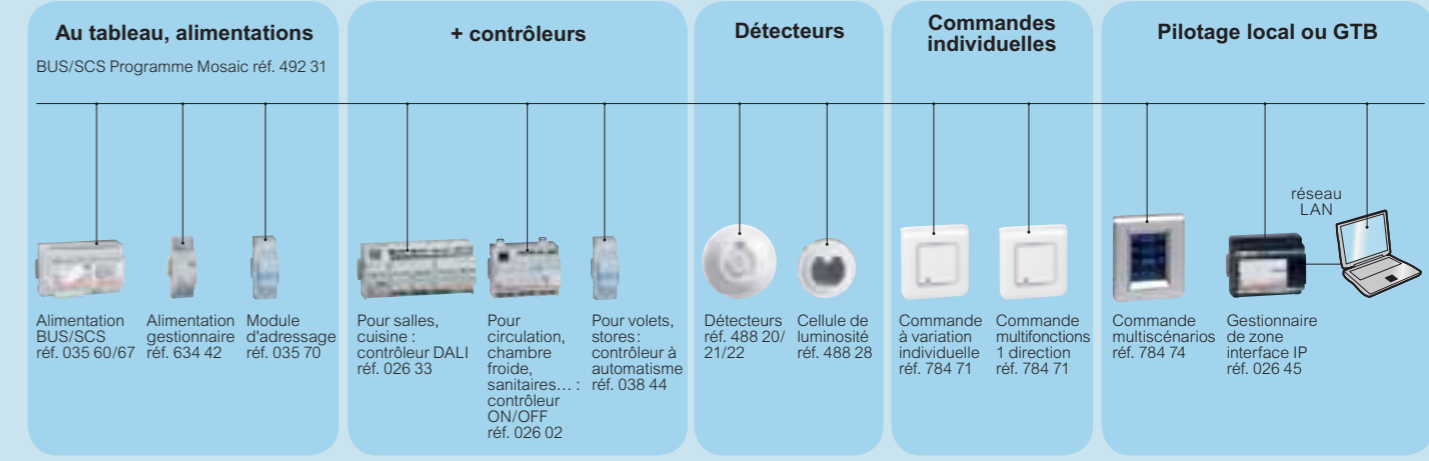 Au tableau, alimentations
BUS/SCS Programme Mosaic réf. 492 31
Alimentation
BUS/SCS
réf. 035 60/67
Alimentation
gestionnaire
réf. 634 42
Module
d'adressage
réf. 035 70
+ contrôleurs
Pour salles,
cuisine :
contrôleur DALI
réf. 026 33
Pour
circulation,
chambre
froide,
sanitaires… :
contrôleur
ON/OFF
réf. 026 02
Pour volets,
stores :
contrôleur à
automatisme
réf. 038 44
Détecteurs
Détecteurs
réf. 488 20/
21/22
Cellule de
luminosité
réf. 488 28
Commandes
individuelles
Commande
à variation
individuelle
réf. 784 71
Commande
multifonctions
1 direction
réf. 784 71
Pilotage local ou GTB
réseau
LAN
Commande
multiscénarios
réf. 784 74
Gestionnaire
de zone
interface IP
réf. 026 45